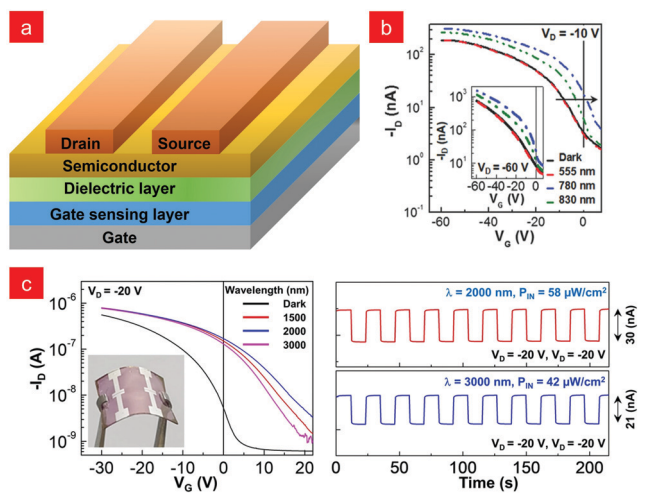 a
Drain
Source
Semiconductor
Dielectric layer
Gate sensing layer
Gate
b
V_D = -10 V
-I_D (nA)
10^2
10^1
10^0
10^-1
-60
-40
-20
0
V_G (V)
Dark
555 nm
780 nm
830 nm
-I_D (nA)
10^3
10^2
10^1
V_D = -60 V
-60 -40 -20 0
V_G (V)
c
V_D = -20 V
Wavelength (nm)
Dark
1500
2000
3000
-I_D (A)
10^-6
10^-7
10^-8
10^-9
-30
-20
-10
0
10
20
V_G (V)
λ = 2000 nm, P_IN = 58 μW/cm²
30 (nA)
V_D = -20 V, V_D = -20 V
λ = 3000 nm, P_IN = 42 μW/cm²
21 (nA)
V_D = -20 V, V_D = -20 V
0
50
100
150
200
Time (s)